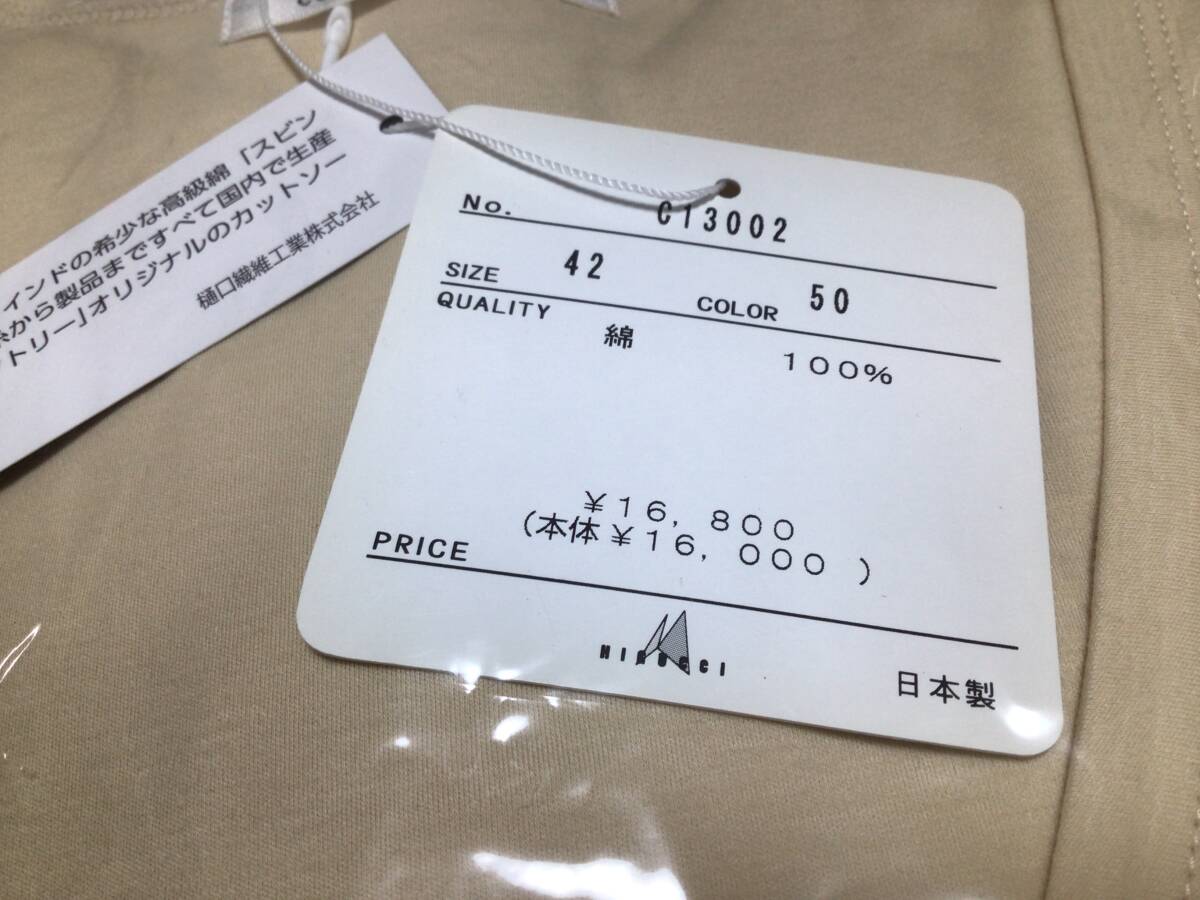 インドの希少な高級綿「スビン
から製品まですべて国内で生産
トリー」オリジナルのカットソー
樋口繊維工業株式会社
No. C13002
SIZE 42 COLOR 50
QUALITY 綿 100%
¥16,800
(本体¥16,000)
PRICE
HIGUCCI
日本製